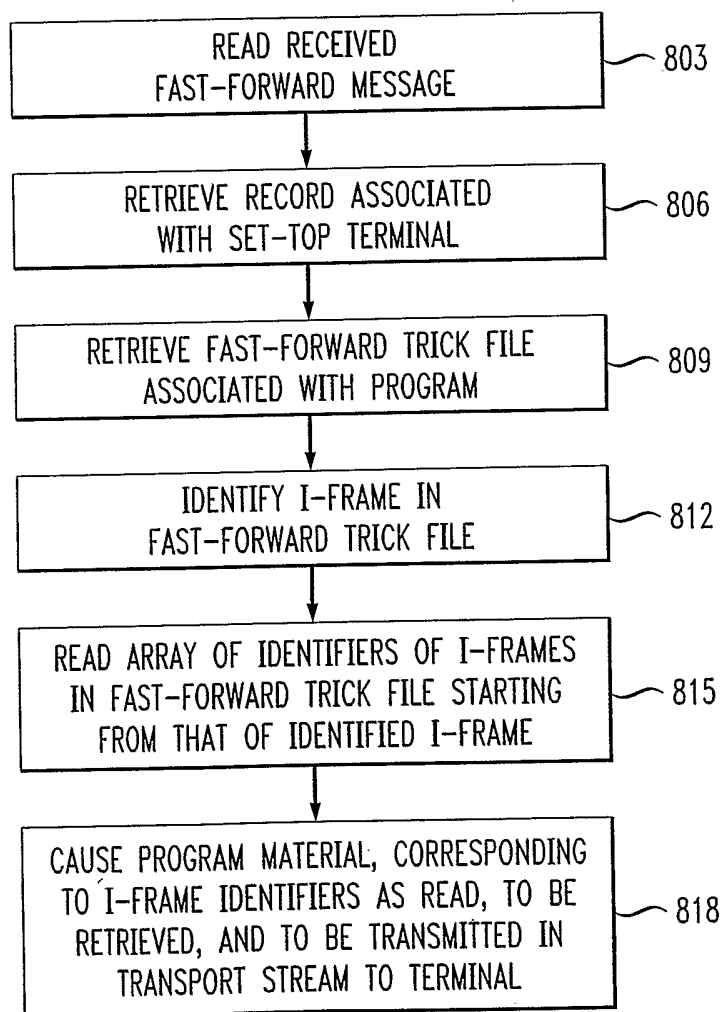 READ RECEIVED
FAST-FORWARD MESSAGE
803
RETRIEVE RECORD ASSOCIATED
WITH SET-TOP TERMINAL
806
RETRIEVE FAST-FORWARD TRICK FILE
ASSOCIATED WITH PROGRAM
809
IDENTIFY I-FRAME IN
FAST-FORWARD TRICK FILE
812
READ ARRAY OF IDENTIFIERS OF I-FRAMES
IN FAST-FORWARD TRICK FILE STARTING
FROM THAT OF IDENTIFIED I-FRAME
815
CAUSE PROGRAM MATERIAL, CORRESPONDING
TO I-FRAME IDENTIFIERS AS READ, TO BE
RETRIEVED, AND TO BE TRANSMITTED IN
TRANSPORT STREAM TO TERMINAL
818